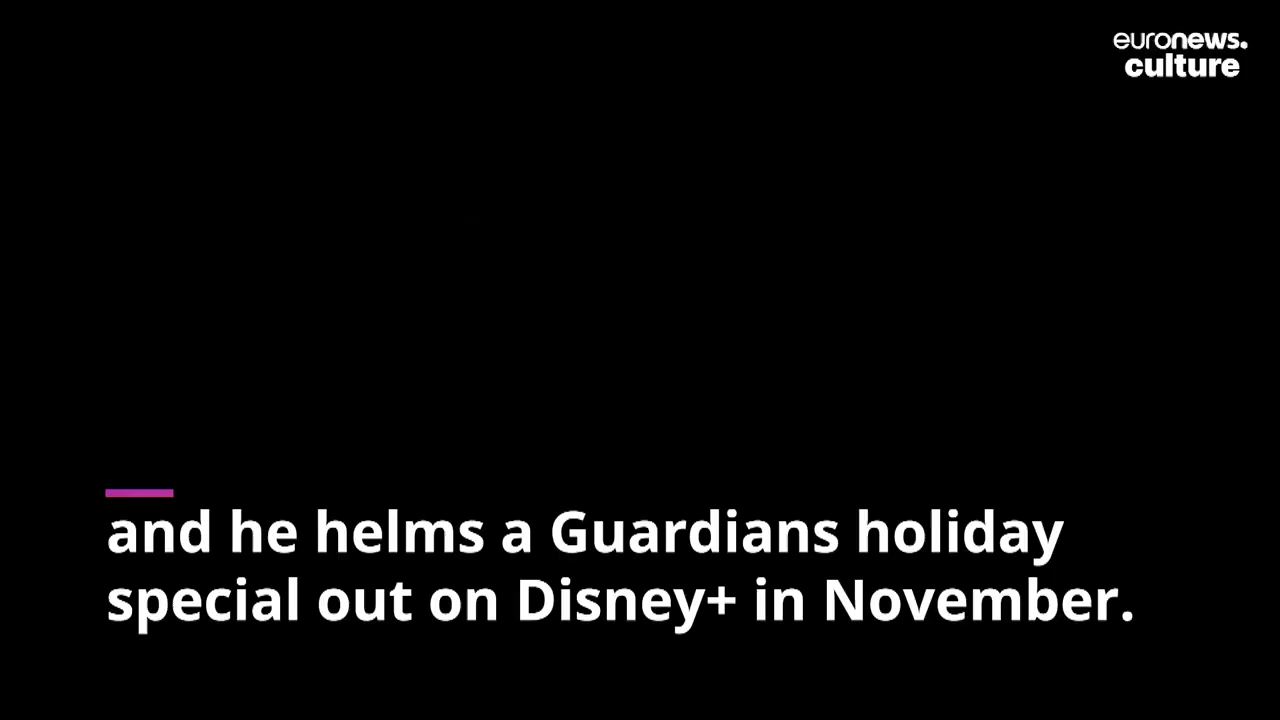 euronews.
culture
and he helms a Guardians holiday
special out on Disney+ in November.